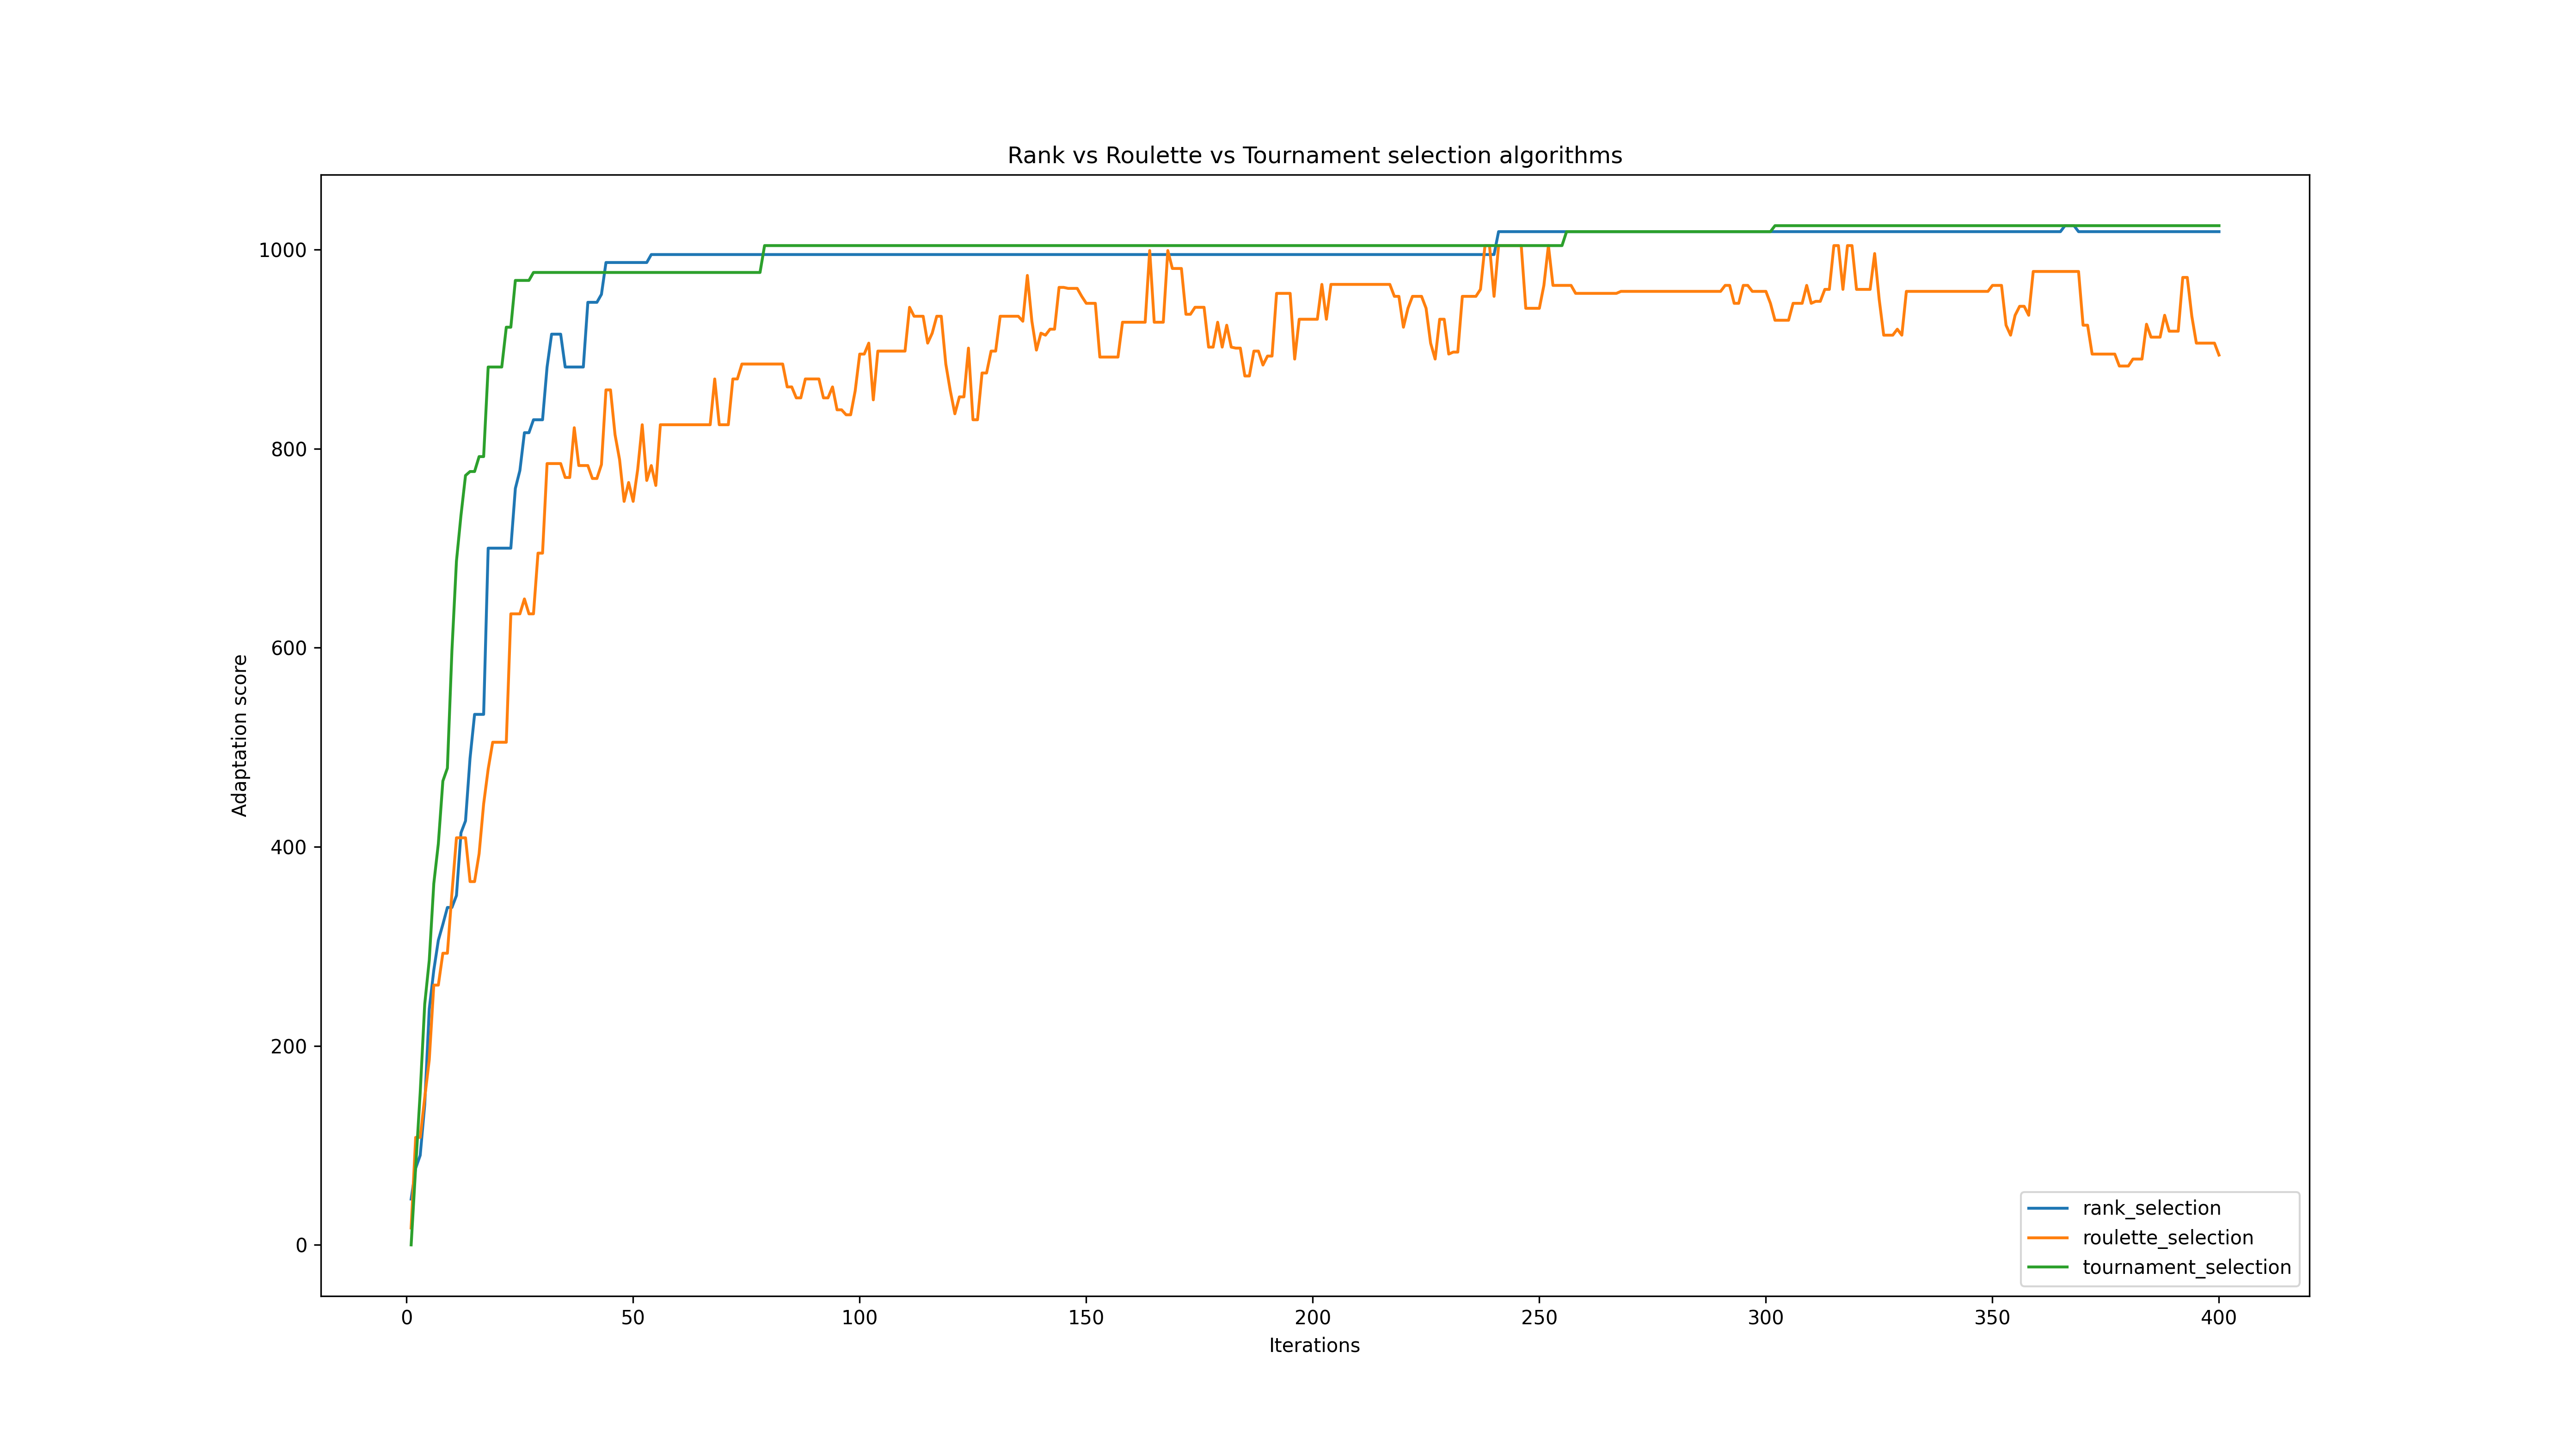 Rank vs Roulette vs Tournament selection algorithms
1000
800
600
400
200
0
Adaptation score
0 50 100 150 200 250 300 350 400
Iterations
rank_selection
roulette_selection
tournament_selection